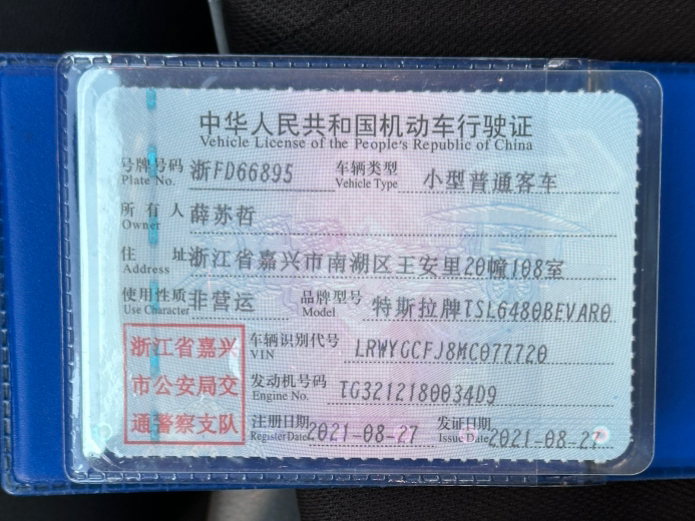 中华人民共和国机动车行驶证
Vehicle License of the People's Republic of China
号牌号码 浙FD66895 车辆类型 小型普通客车
Plate No. Vehicle Type
所有人 薛苏哲
Owner
住址 浙江省嘉兴市南湖区王安里20幢108室
Address
使用性质 非营运 品牌型号 特斯拉牌TSL6480BEVAR0
Use Character Model
浙江省嘉兴
市公安局交
通警察支队
车辆识别代号 LRWYGCFJ8MC077720
VIN
发动机号码 TG3212180034D9
Engine No.
注册日期 2021-08-27 发证日期 2021-08-27
Register Date Issue Date